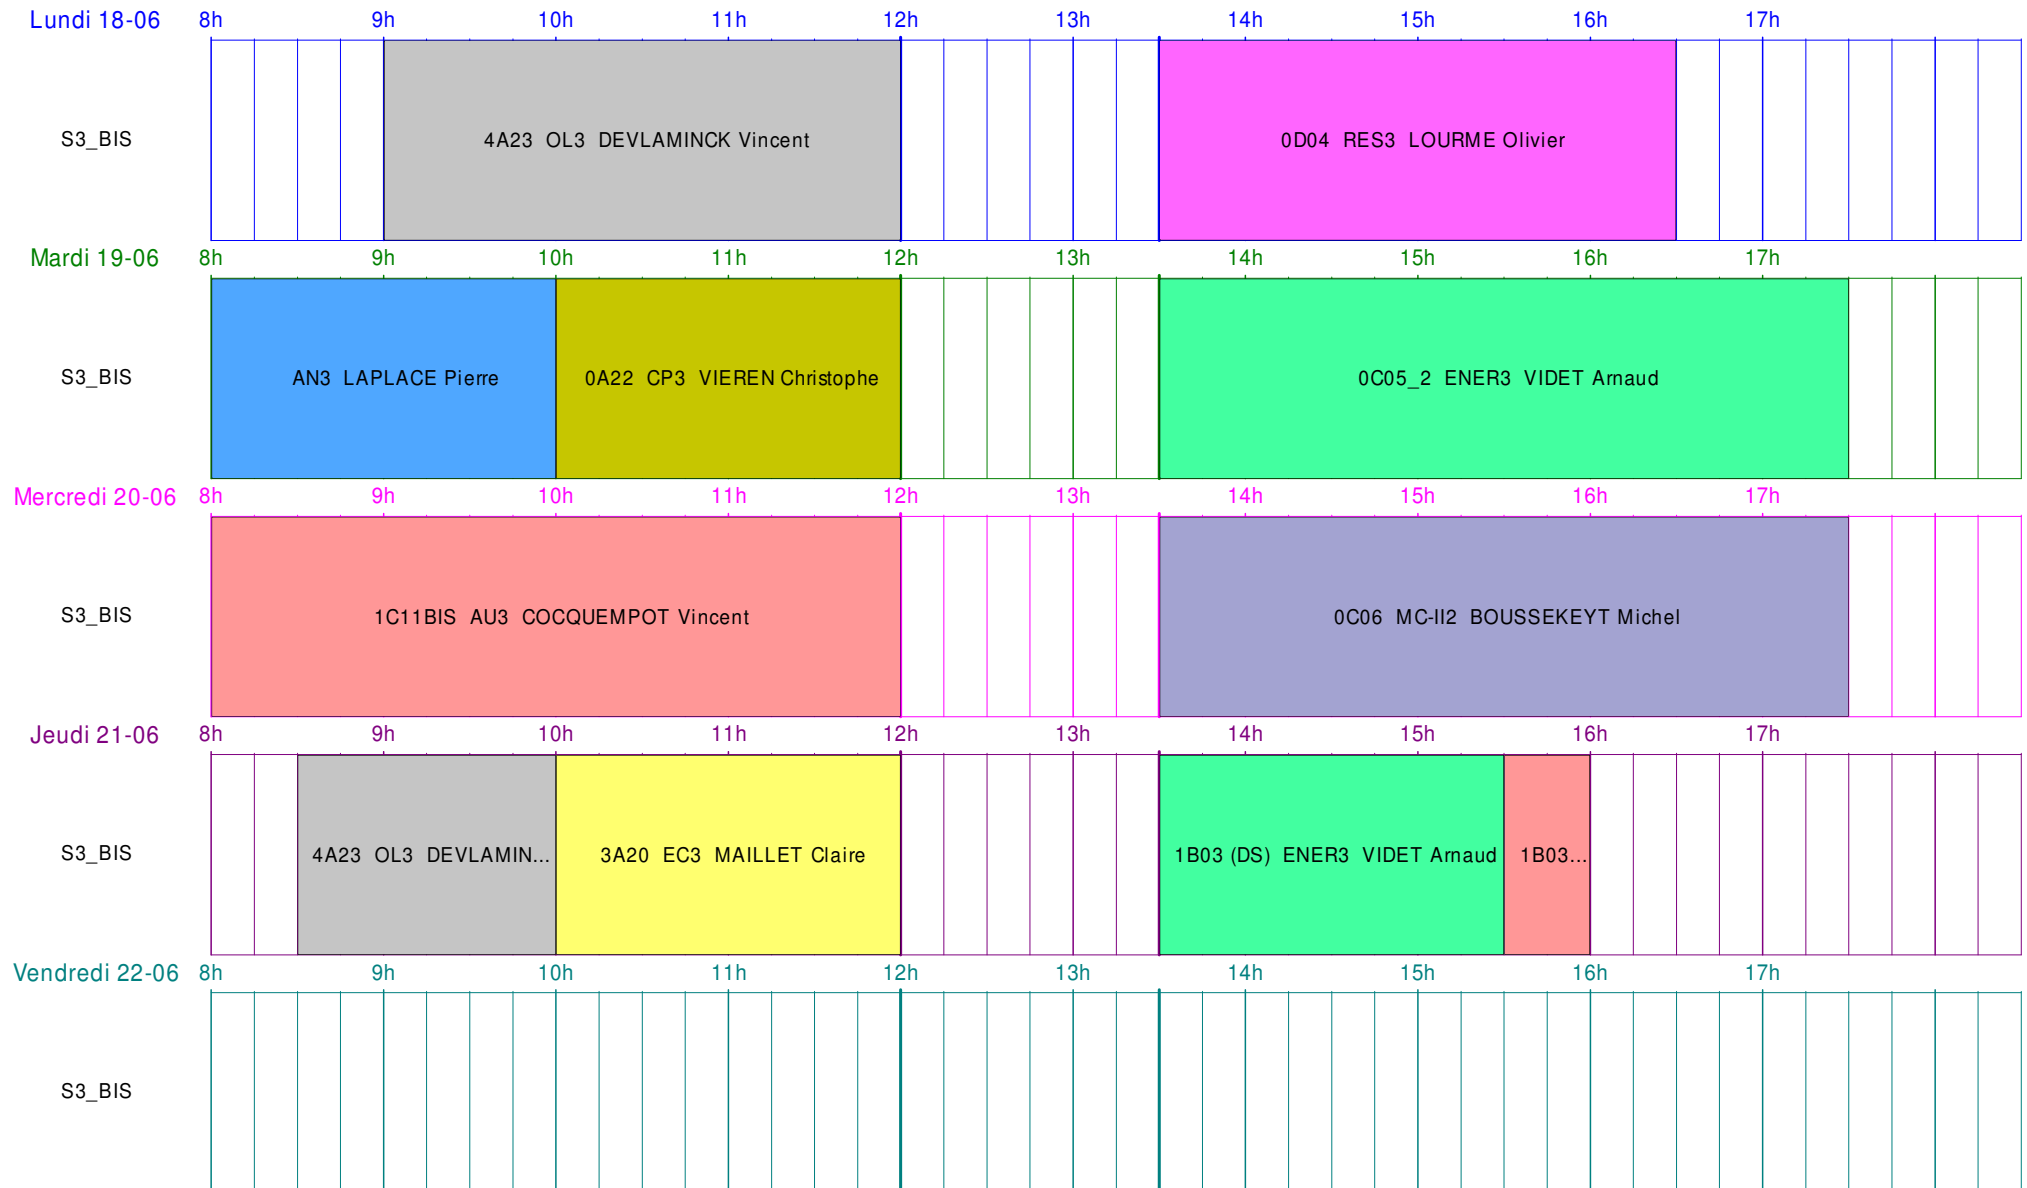 Lundi 18-06 8h 9h 10h 11h 12h 13h 14h 15h 16h 17h
S3_BIS 4A23 OL3 DEVLAMINCK Vincent 0D04 RES3 LOURME Olivier
Mardi 19-06 8h 9h 10h 11h 12h 13h 14h 15h 16h 17h
S3_BIS AN3 LAPLACE Pierre 0A22 CP3 VIEREN Christophe 0C05_2 ENER3 VIDET Arnaud
Mercredi 20-06 8h 9h 10h 11h 12h 13h 14h 15h 16h 17h
S3_BIS 1C11BIS AU3 COCQUEMPOT Vincent 0C06 MC-II2 BOUSSEKEYT Michel
Jeudi 21-06 8h 9h 10h 11h 12h 13h 14h 15h 16h 17h
S3_BIS 4A23 OL3 DEVLAMIN... 3A20 EC3 MAILLET Claire 1B03 (DS) ENER3 VIDET Arnaud 1B03...
Vendredi 22-06 8h 9h 10h 11h 12h 13h 14h 15h 16h 17h
S3_BIS